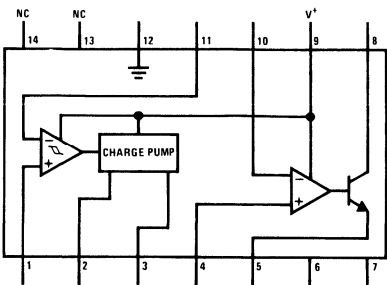 NC NC V+
14 13 12 11 10 9 8
− − 
+ CHARGE PUMP +
1 2 3 4 5 6 7